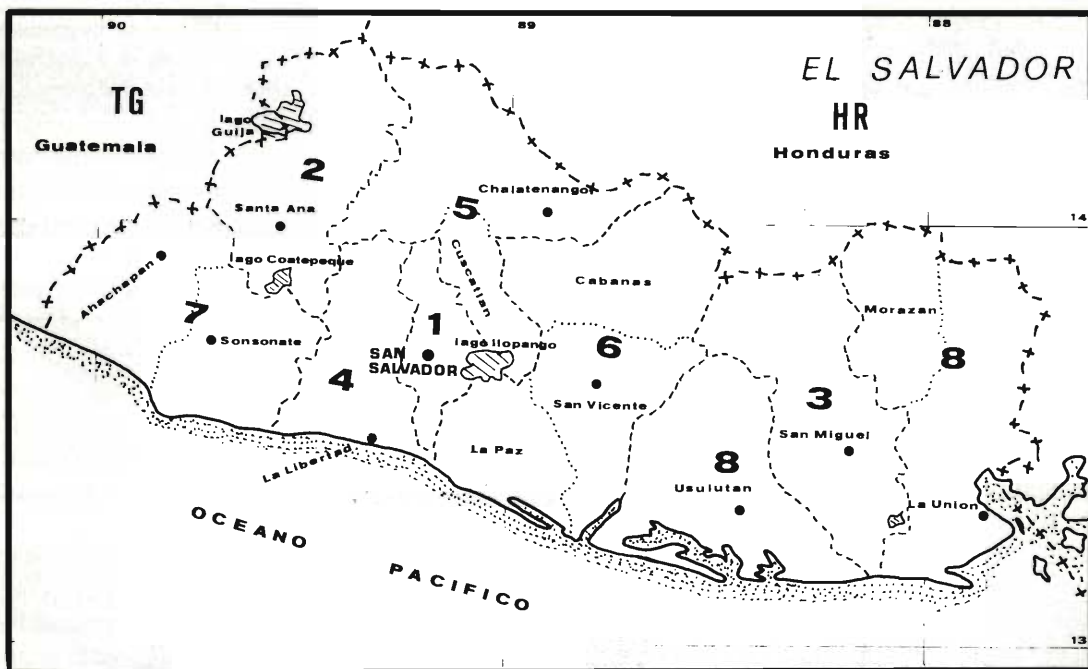 90
89
88
EL SALVADOR
TG
Guatemala
HR
Honduras
lago
Guija
2
Santa Ana
Chalatenango
5
14
lago Coatepeque
Cuscatlan
Cabanas
Ahachapan
Morazan
7
Sonsonate
1
SAN
SALVADOR
lago Ilopango
6
8
4
San Vicente
3
San Miguel
La Libertad
La Paz
8
Usulutan
La Union
OCEANO
PACIFICO
13